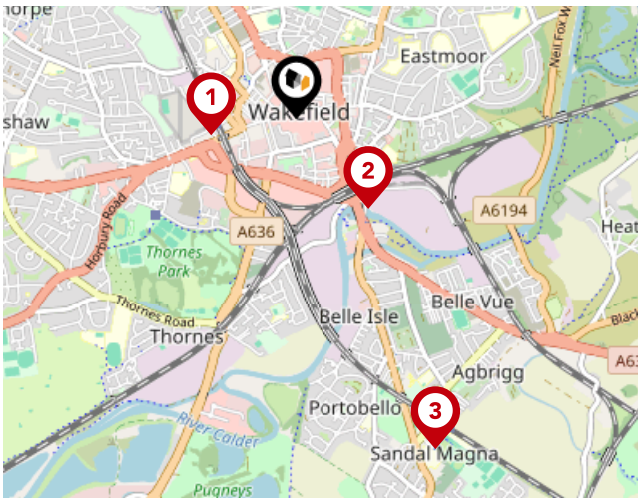 orpe
Neil Fox W
Eastmoor
1
Wakefield
shaw
2
A6194
Horbury Road
A636
Heat
Thornes
Park
Thornes Road
Belle Vue
Belle Isle
Black
Thornes
A63
Agbrigg
Portobello
3
River Calder
Sandal Magna
Pugneys